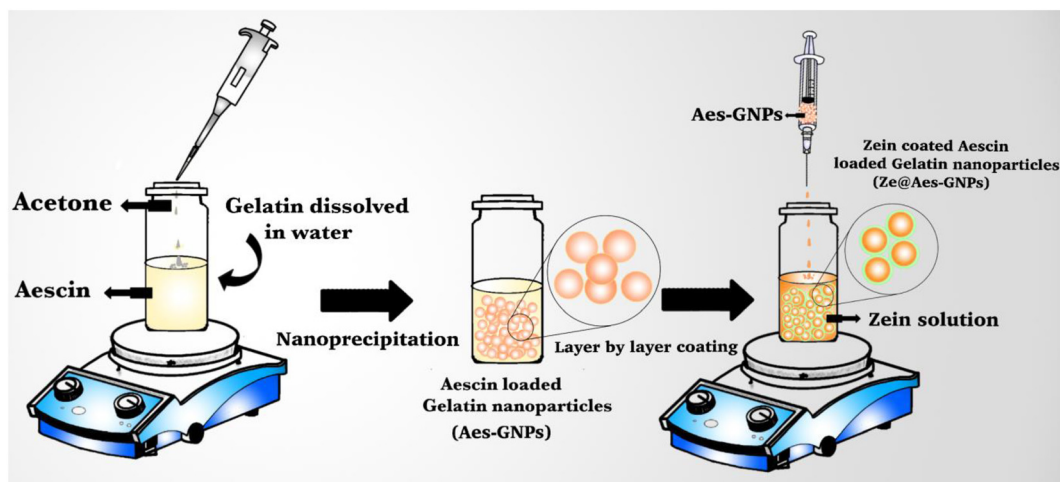 Acetone
Gelatin dissolved
in water
Aescin
Nanoprecipitation
Aescin loaded
Gelatin nanoparticles
(Aes-GNPs)
Layer by layer coating
Aes-GNPs
Zein coated Aescin
loaded Gelatin nanoparticles
(Ze@Aes-GNPs)
Zein solution